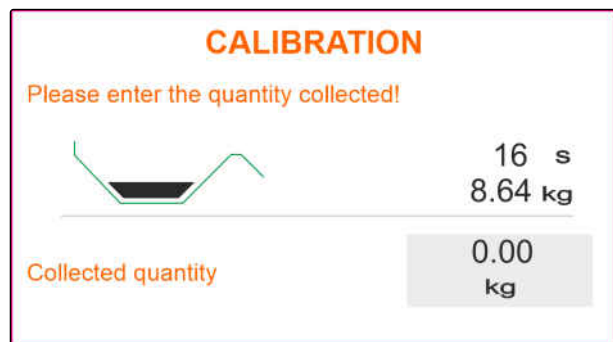 CALIBRATION
Please enter the quantity collected!
16 s
8.64 kg
Collected quantity
0.00
kg